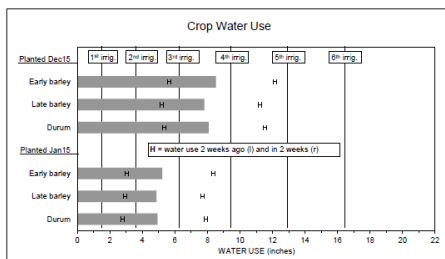 Crop Water Use
Planted Dec15
1st irrig. 2nd irrig. 3rd irrig. 4th irrig. 5th irrig. 6th irrig.
Early barley H H
Late barley H H
Durum H H
Planted Jan15
H = water use 2 weeks ago (l) and in 2 weeks (r)
Early barley H H
Late barley H H
Durum H H
0 2 4 6 8 10 12 14 16 18 20 22
WATER USE (inches)